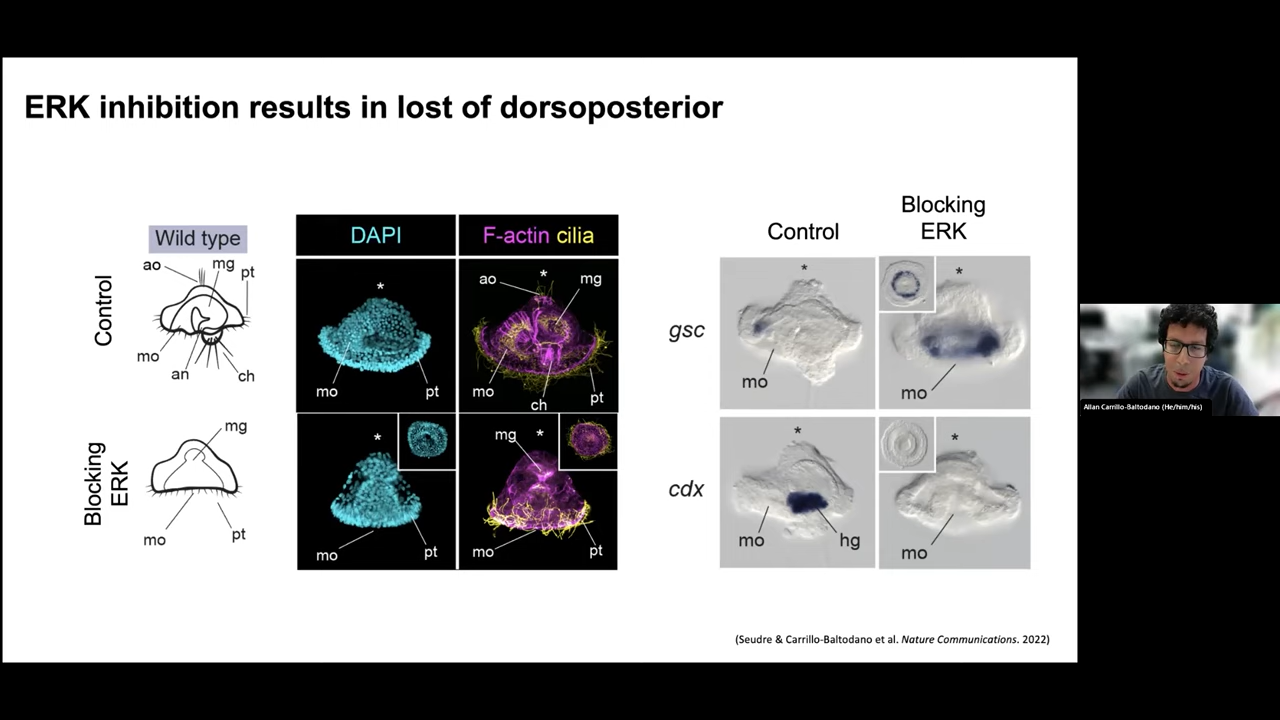 ERK inhibition results in lost of dorsoposterior
Wild type
DAPI
F-actin cilia
Control
ao
mg
pt
mo
an
ch
*
mo
pt
ao
*
mg
mo
ch
pt
Blocking
ERK
mg
mo
pt
*
mo
pt
mg
*
mo
pt
Control
Blocking
ERK
gsc
*
mo
*
mo
cdx
*
mo
hg
*
mo
(Seudre & Carrillo-Baltodano et al. Nature Communications. 2022)
Allan Carrillo-Baltodano (He/him/his)